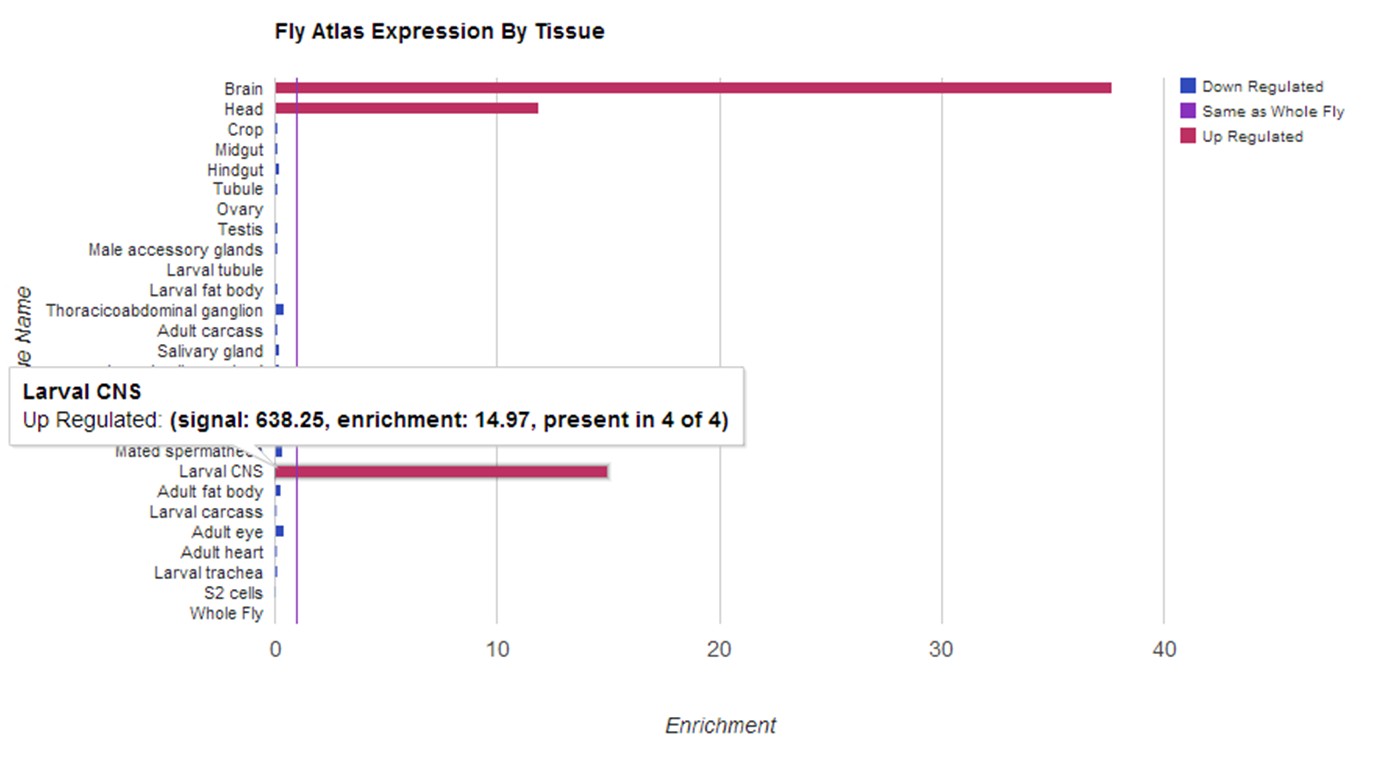 Fly Atlas Expression By Tissue
Brain
Head
Crop
Midgut
Hindgut
Tubule
Ovary
Testis
Male accessory glands
Larval tubule
Larval fat body
Thoracicoabdominal ganglion
Adult carcass
Salivary gland
Larval CNS
Up Regulated: (signal: 638.25, enrichment: 14.97, present in 4 of 4)
Mated
Larval CNS
Adult fat body
Larval carcass
Adult eye
Adult heart
Larval trachea
S2 cells
Whole Fly
Name
0 10 20 30 40
Enrichment
Down Regulated
Same as Whole Fly
Up Regulated